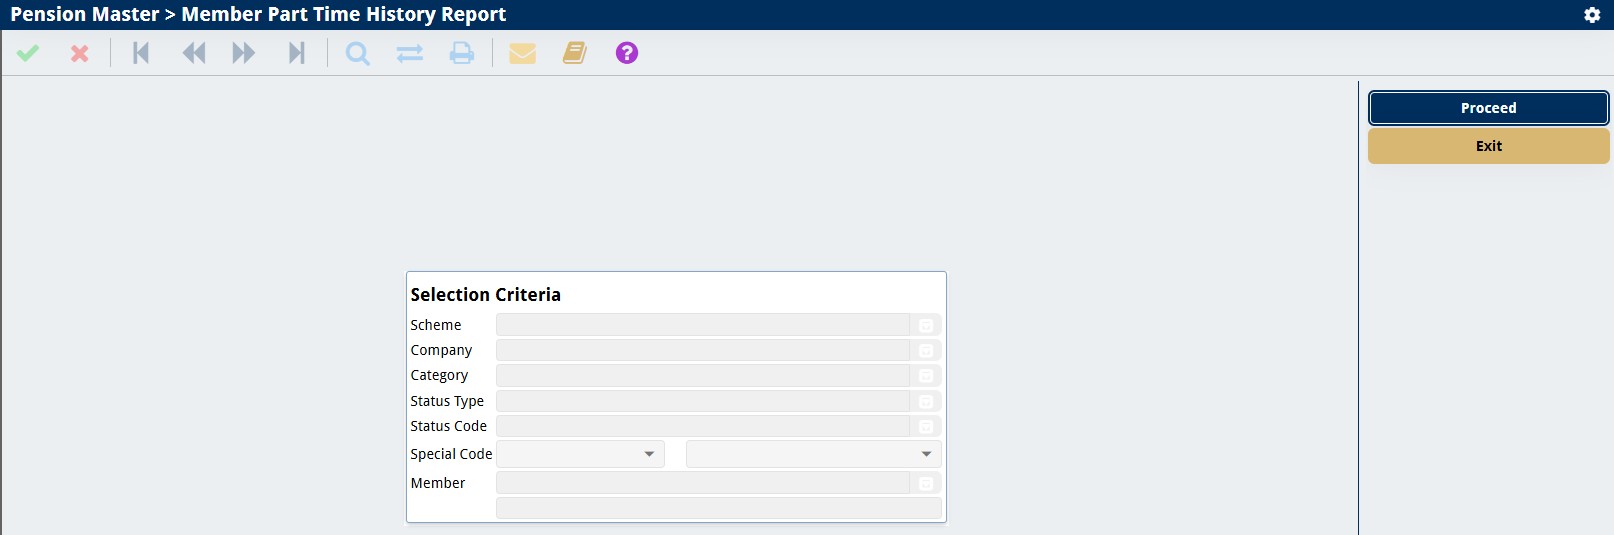 Pension Master > Member Part Time History Report
?
Proceed
Exit
Selection Criteria
Scheme
Company
Category
Status Type
Status Code
Special Code
Member